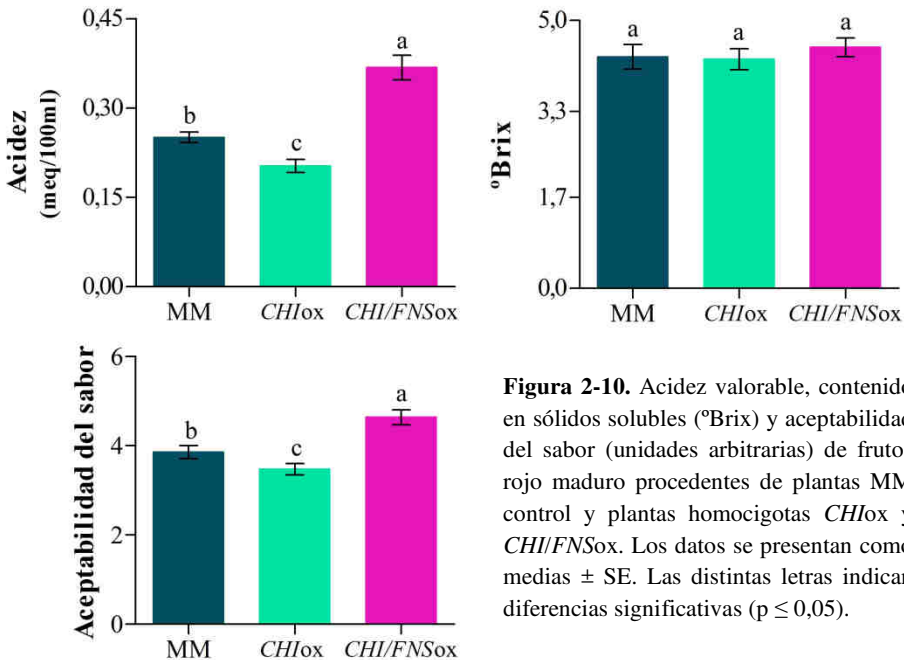 0,45
0,30
0,15
0,00
Acidez
(meq/100ml)
b
c
a
MM
CHIox
CHI/FNSox
5,0
3,3
1,7
0,0
ºBrix
a
a
a
MM
CHIox
CHI/FNSox
6
4
2
0
Aceptabilidad del sabor
b
c
a
MM
CHIox
CHI/FNSox
Figura 2-10. Acidez valorable, contenido
en sólidos solubles (ºBrix) y aceptabilidad
del sabor (unidades arbitrarias) de fruto
rojo maduro procedentes de plantas MM
control y plantas homocigotas CHIox y
CHI/FNSox. Los datos se presentan como
medias ± SE. Las distintas letras indican
diferencias significativas (p ≤ 0,05).